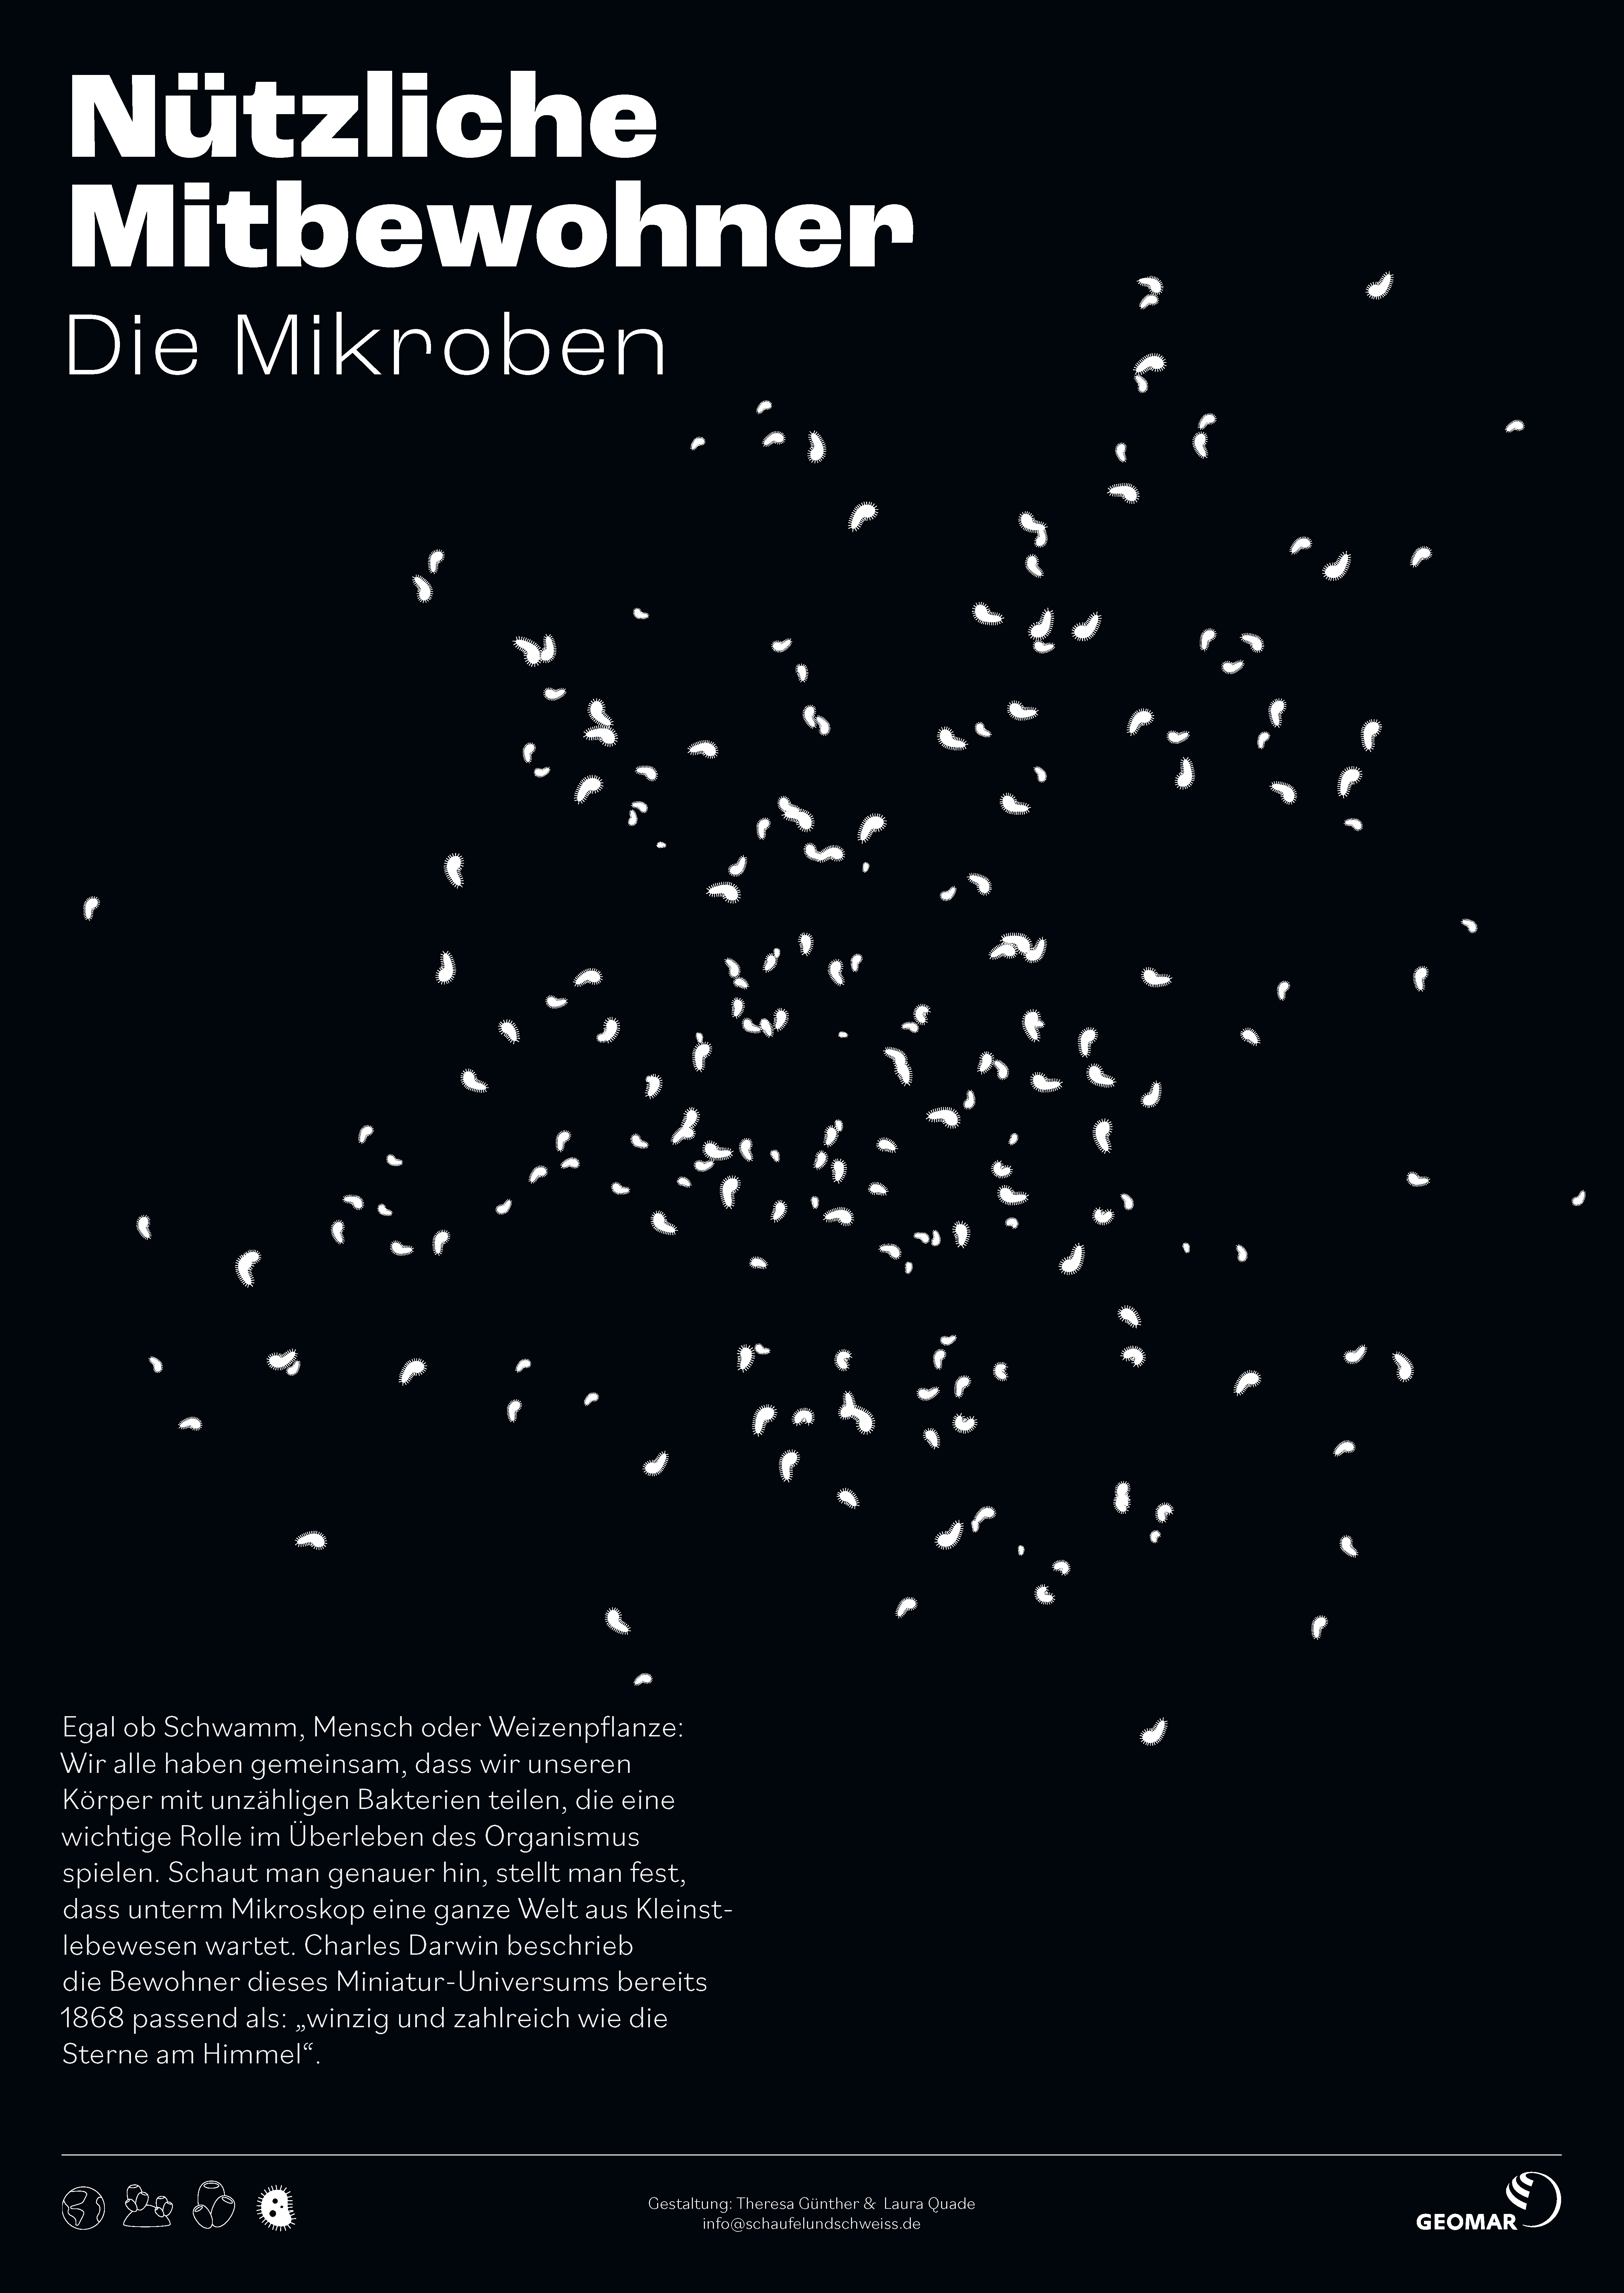 Nützliche
Mitbewohner
Die Mikroben
Egal ob Schwamm, Mensch oder Weizenpflanze:
Wir alle haben gemeinsam, dass wir unseren
Körper mit unzähligen Bakterien teilen, die eine
wichtige Rolle im Überleben des Organismus
spielen. Schaut man genauer hin, stellt man fest,
dass unterm Mikroskop eine ganze Welt aus Kleinst-
lebewesen wartet. Charles Darwin beschrieb
die Bewohner dieses Miniatur-Universums bereits
1868 passend als: „winzig und zahlreich wie die
Sterne am Himmel“.
Gestaltung: Theresa Günther & Laura Quade
info@schaufelundschweiss.de
GEOMAR